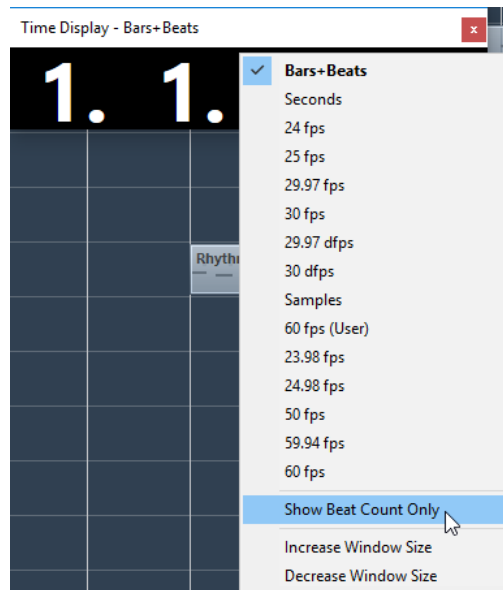 Time Display - Bars+Beats
x
1. 1.
Bars+Beats
Seconds
24 fps
25 fps
29.97 fps
30 fps
29.97 dfps
30 dfps
Samples
60 fps (User)
23.98 fps
24.98 fps
50 fps
59.94 fps
60 fps
Show Beat Count Only
Increase Window Size
Decrease Window Size